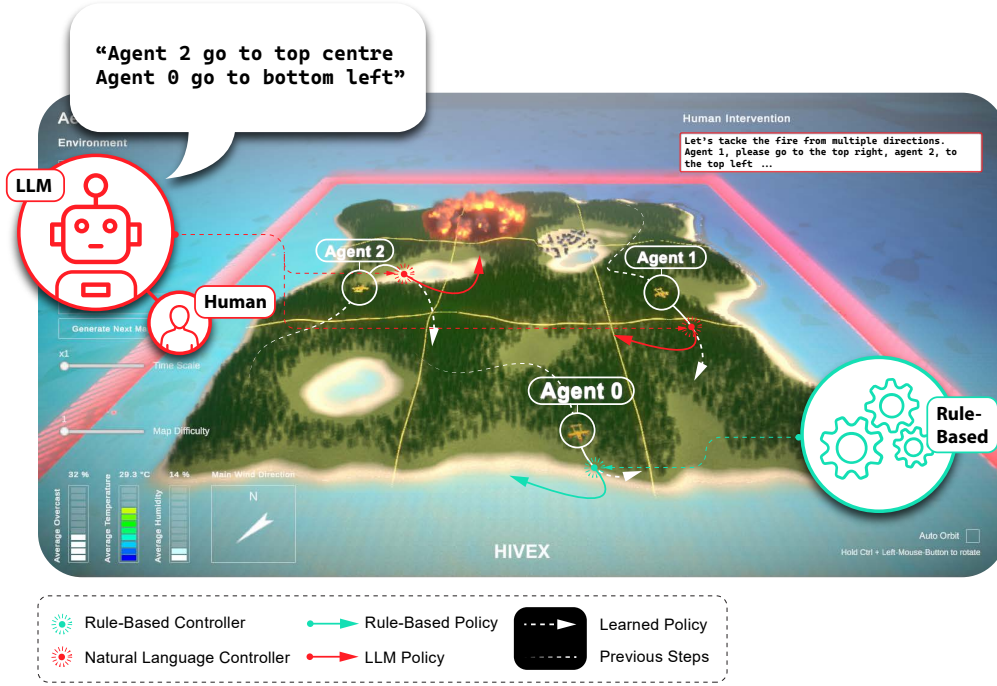 “Agent 2 go to top centre
Agent 0 go to bottom left”
Human Intervention
Let's tacke the fire from multiple directions.
Agent 1, please go to the top right, agent 2, to
the top left ...
Environment
LLM
Agent 2
Agent 1
Human
Generate Next
x1
Time Scale
Agent 0
Rule-
Based
1
Map Difficulty
32 %
29.3 °C
14 %
Main Wind Direction
Average Overcast
Average Temperature
Average Humidity
N
HIVEX
Auto Orbit
Hold Ctrl + Left-Mouse-Button to rotate
Rule-Based Controller
Rule-Based Policy
Learned Policy
Natural Language Controller
LLM Policy
Previous Steps